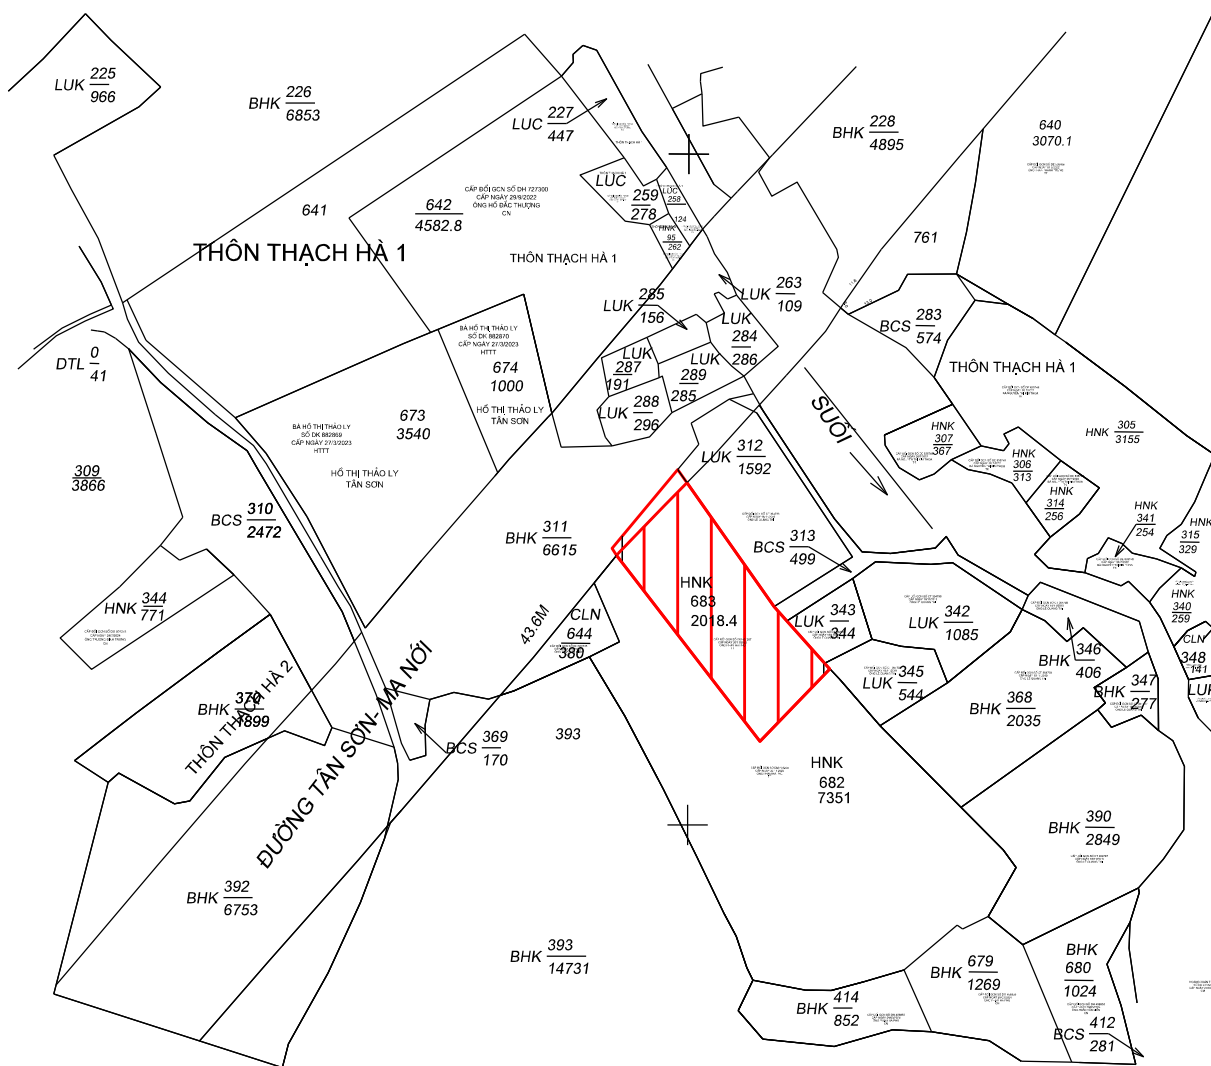 LUK 225
966
BHK 226
6853
LUC 227
447
BHK 228
4895
640
3070.1
641
642
4582.8
CẤP ĐỔI GCN SỐ DH 727300
CẤP NGÀY 29/9/2022
ÔNG HỒ ĐẮC THƯỢNG
CN
LUC
259
278
LUC
258
124
HNK
95
262
761
THÔN THẠCH HÀ 1
THÔN THẠCH HÀ 1
LUK 263
109
LUK 285
156
LUK
284
286
BCS 283
574
BÀ HỒ THỊ THẢO LY
SỐ DK 882870
CẤP NGÀY 27/3/2023
HTTT
674
1000
HỒ THỊ THẢO LY
TÂN SƠN
DTL 0
41
LUK
287
191
LUK
289
285
LUK 288
296
THÔN THẠCH HÀ 1
673
3540
BÀ HỒ THỊ THẢO LY
SỐ DK 882869
CẤP NGÀY 27/3/2023
HTTT
HỒ THỊ THẢO LY
TÂN SƠN
SUỐI
HNK
307
367
HNK 305
3155
LUK 312
1592
HNK
306
313
309
3866
HNK
314
256
BCS 310
2472
HNK
341
254
HNK
315
329
BHK 311
6615
BCS 313
499
HNK
683
2018.4
HNK 344
771
43.6M
CLN
644
380
LUK 343
344
LUK 342
1085
HNK
340
259
CLN
348
141
BHK 346
406
LUK 345
544
BHK 347
277
LUK
BHK 370
1899
THÔN THẠCH HÀ 2
BHK 368
2035
BCS 369
170
393
ĐƯỜNG TÂN SƠN- MA NỚI
HNK
682
7351
BHK 390
2849
BHK 392
6753
BHK 393
14731
BHK 679
1269
BHK
680
1024
BHK 414
852
BCS 412
281